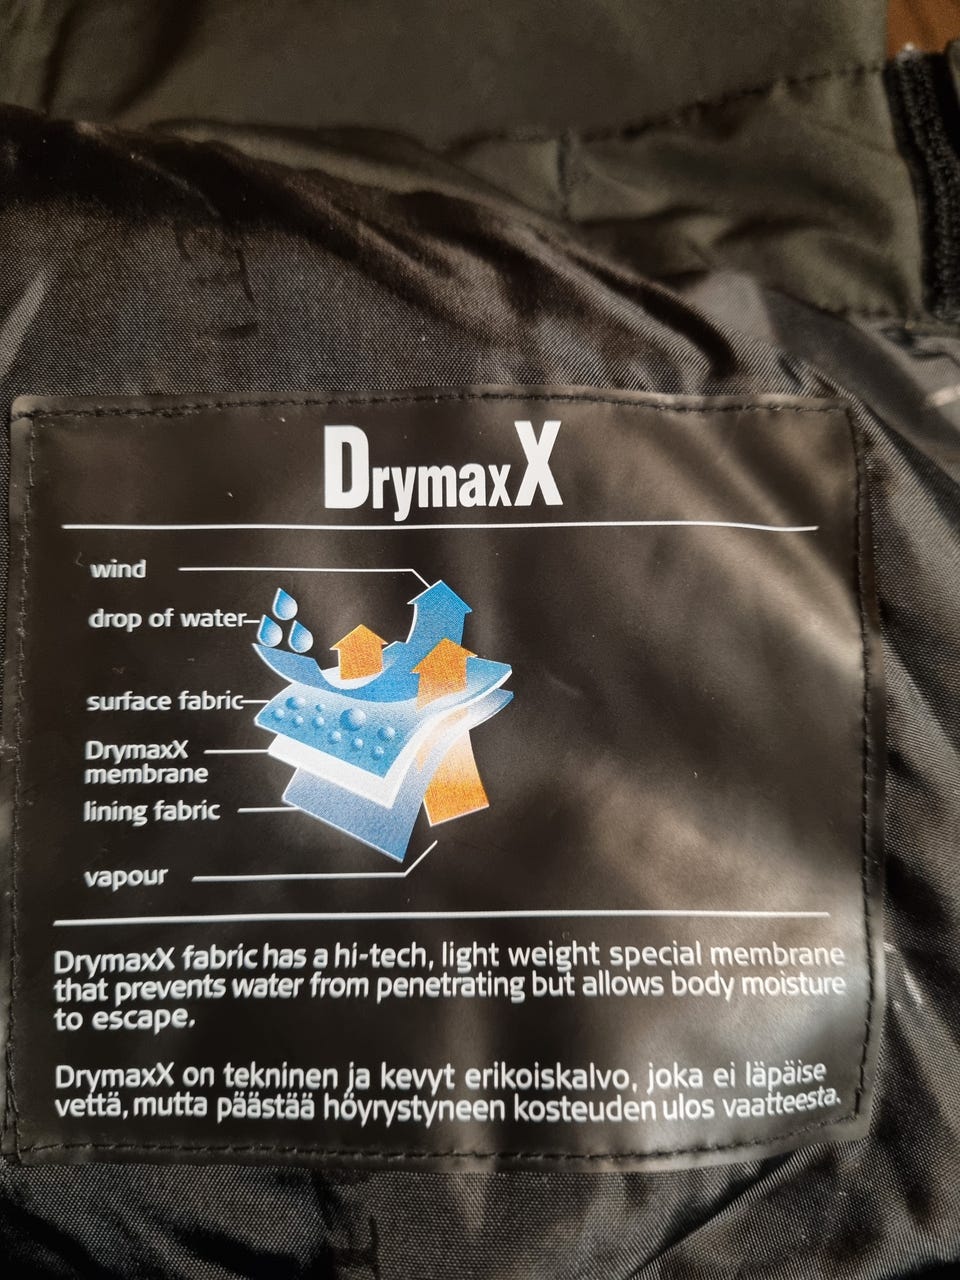 DrymaxX
wind
drop of water
surface fabric
DrymaxX
membrane
lining fabric
vapour
DrymaxX fabric has a hi-tech, light weight special membrane
that prevents water from penetrating but allows body moisture
to escape.
DrymaxX on tekninen ja kevyt erikoiskalvo, joka ei läpäise
vettä, mutta päästää höyrystyneen kosteuden ulos vaatteesta.